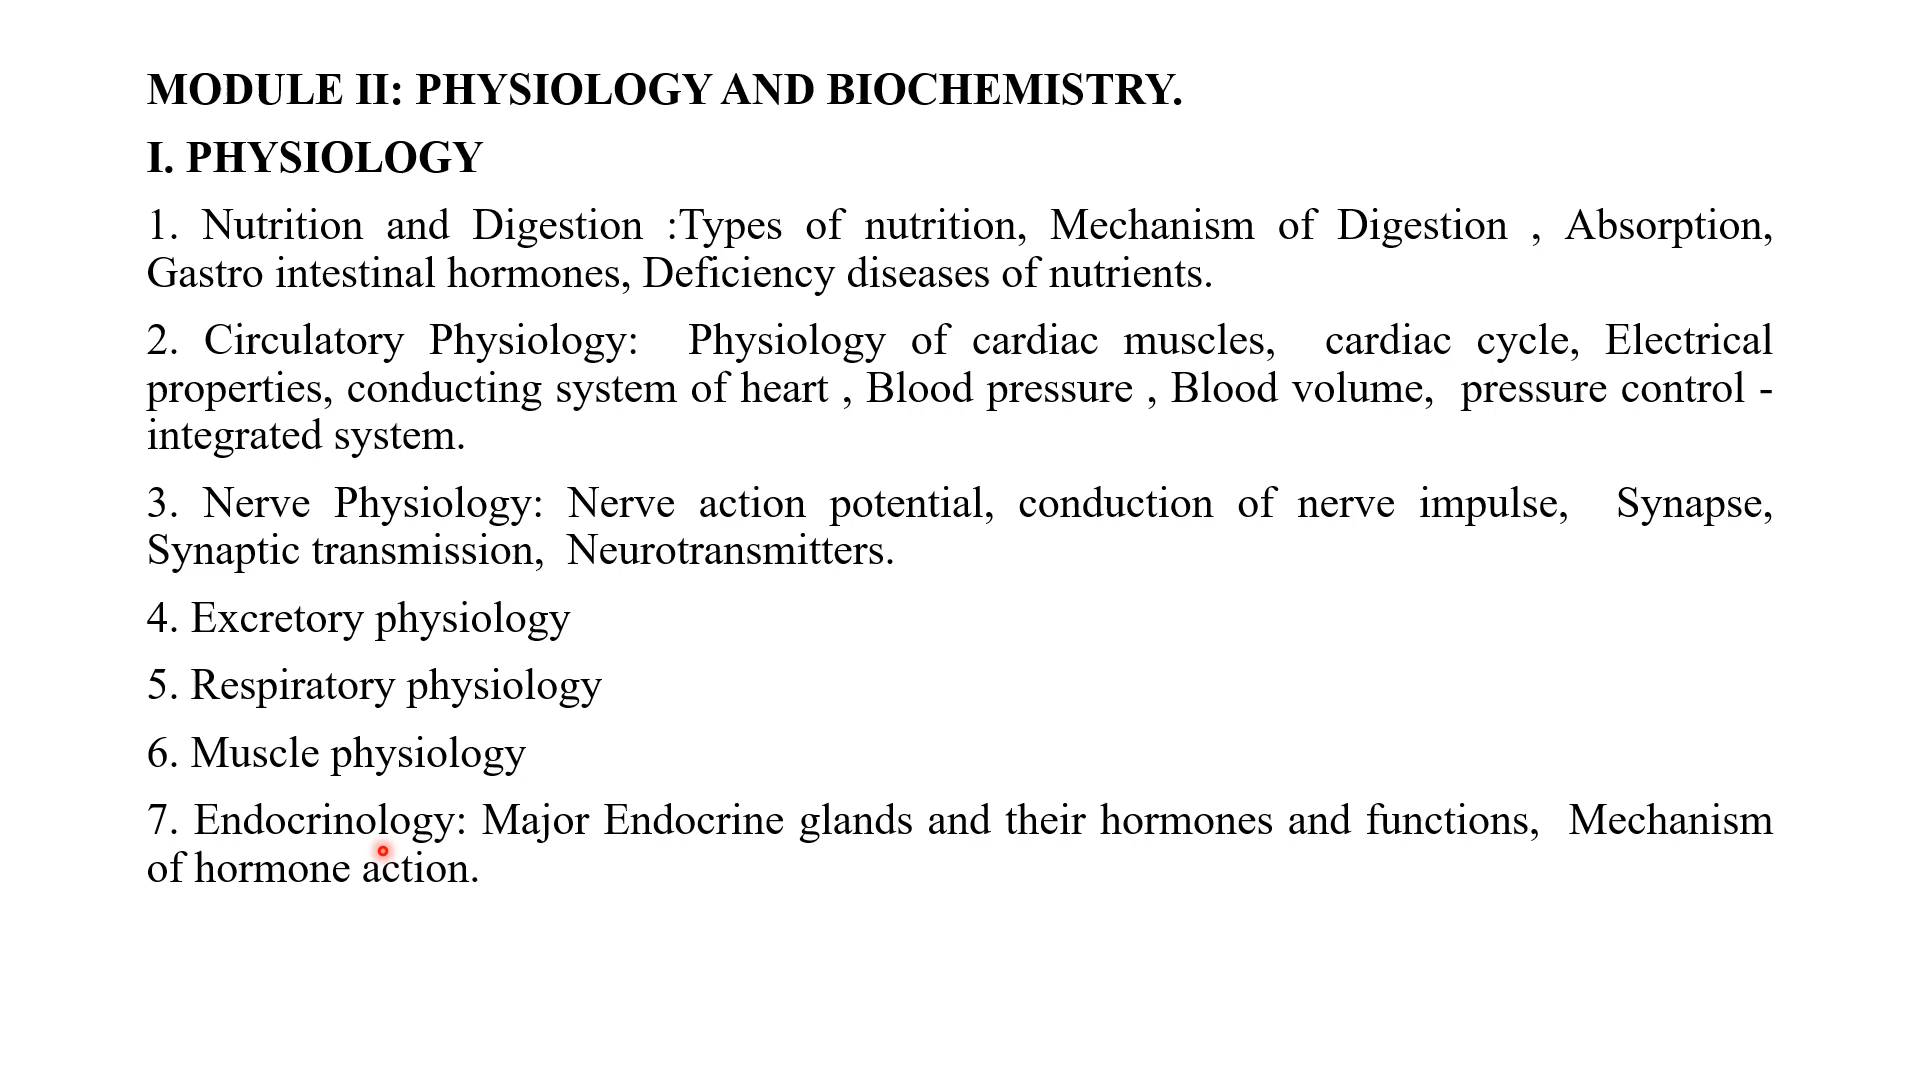 MODULE II: PHYSIOLOGY AND BIOCHEMISTRY.
I. PHYSIOLOGY
1. Nutrition and Digestion :Types of nutrition, Mechanism of Digestion , Absorption,
Gastro intestinal hormones, Deficiency diseases of nutrients.
2. Circulatory Physiology: Physiology of cardiac muscles, cardiac cycle, Electrical
properties, conducting system of heart , Blood pressure , Blood volume, pressure control -
integrated system.
3. Nerve Physiology: Nerve action potential, conduction of nerve impulse, Synapse,
Synaptic transmission, Neurotransmitters.
4. Excretory physiology
5. Respiratory physiology
6. Muscle physiology
7. Endocrinology: Major Endocrine glands and their hormones and functions, Mechanism
of hormone action.